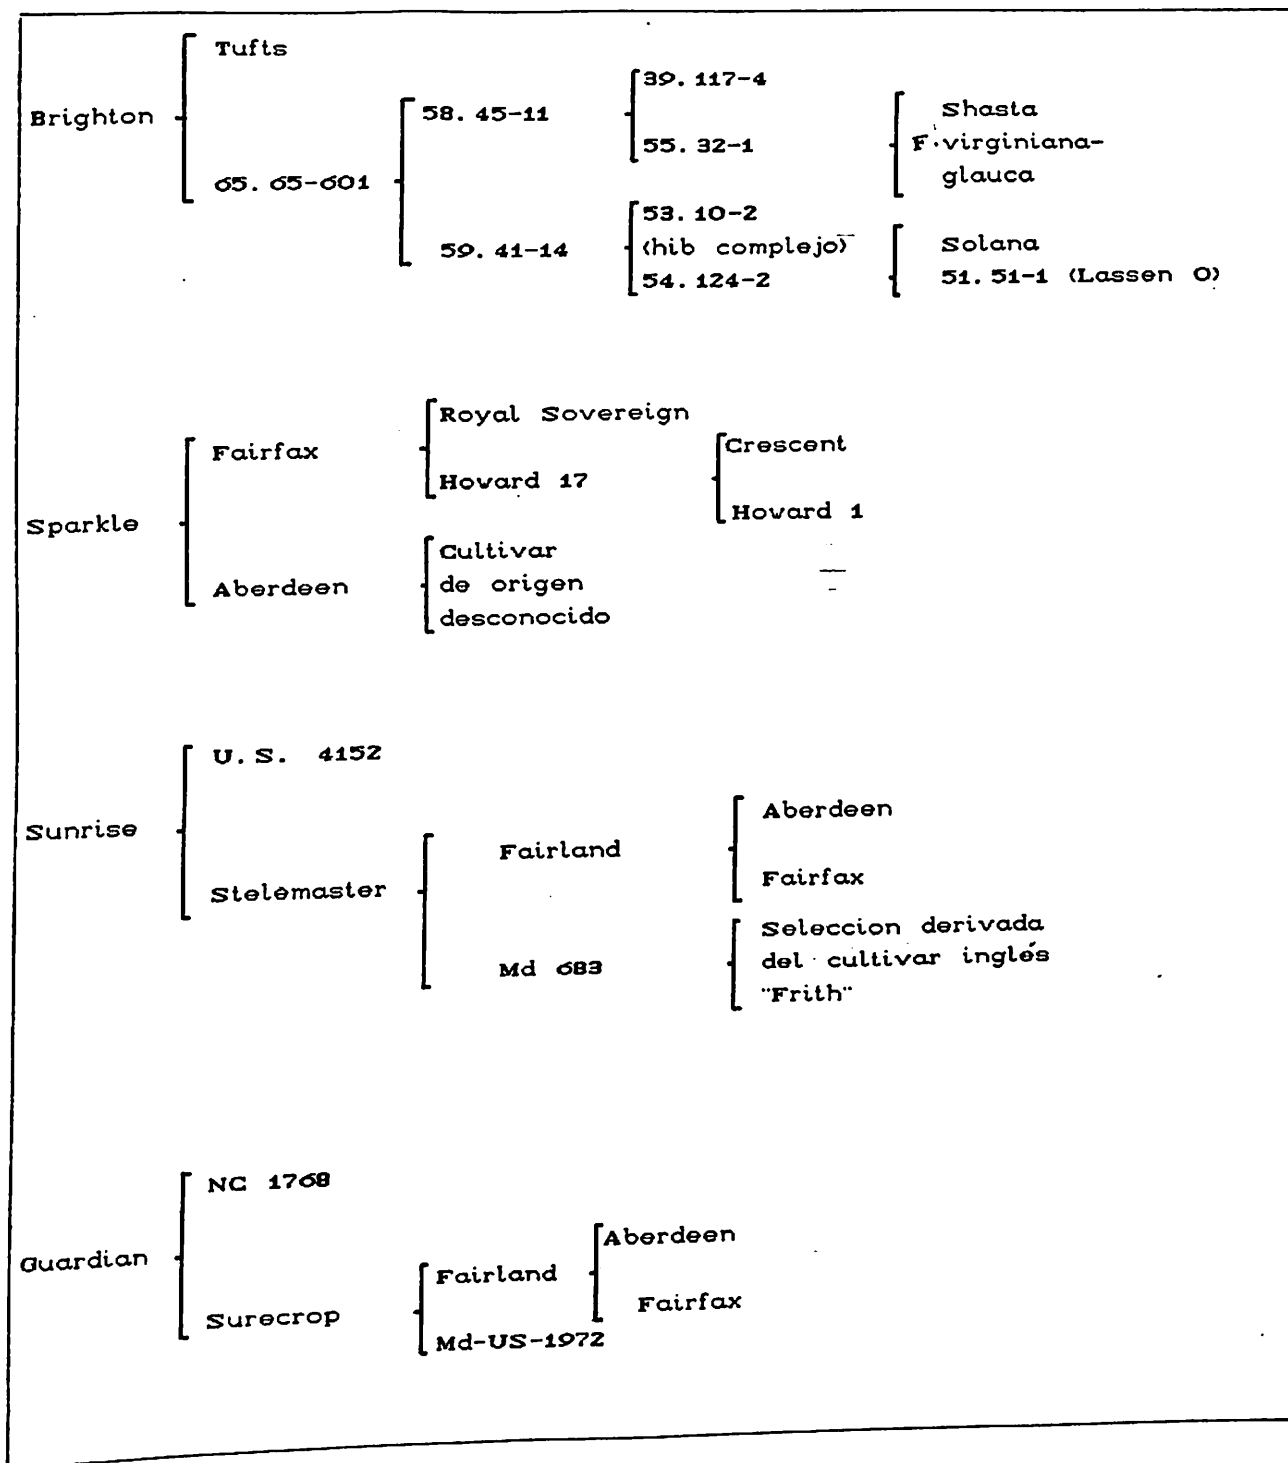 Tufts
Brighton
65.65-601
58.45-11
59.41-14
39.117-4
55.32-1
53.10-2
(hib complejo)
54.124-2
Shasta
F.virginiana-
glauca
Solana
51.51-1 (Lassen O)
Sparkle
Fairfax
Aberdeen
Royal Sovereign
Howard 17
Cultivar
de origen
desconocido
Crescent
Howard 1
Sunrise
U.S. 4152
Stelemaster
Fairland
Md 683
Aberdeen
Fairfax
Seleccion derivada
del cultivar inglés
"Frith"
Guardian
NC 1768
Surecrop
Fairland
Md-US-1972
Aberdeen
Fairfax